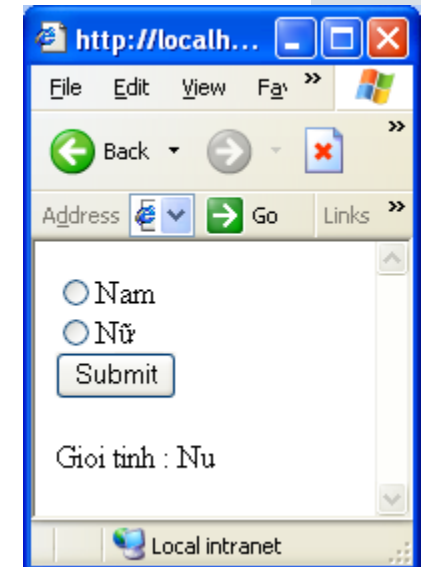 http://localh...
File Edit View Fa »
Back »
Address Go Links »
Nam
Nữ
Submit
Gioi tinh : Nu
Local intranet